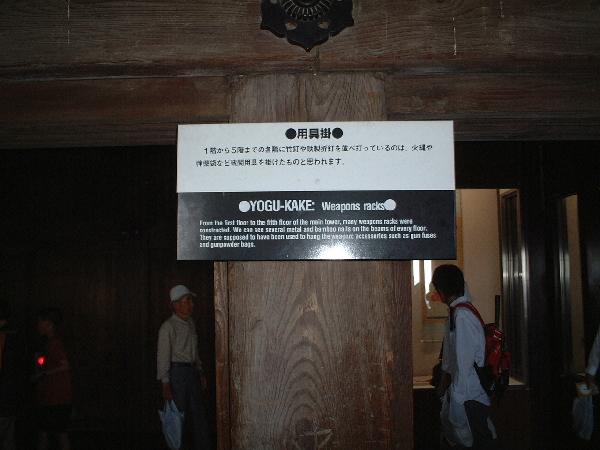 ●用具掛●
1階から5階までの各階に竹釘や鉄製折釘を並べ打っているのは、火縄や
弾薬袋など戦闘用具を掛けたものと思われます。
●YOGU-KAKE: Weapons racks●
From the first floor to the fifth floor of the main tower, many weapons racks were
constructed. We can see several metal and bamboo nails on the beams of every floor.
They are supposed to have been used to hang the weapons accessories such as gun fuses
and gunpowder bags.